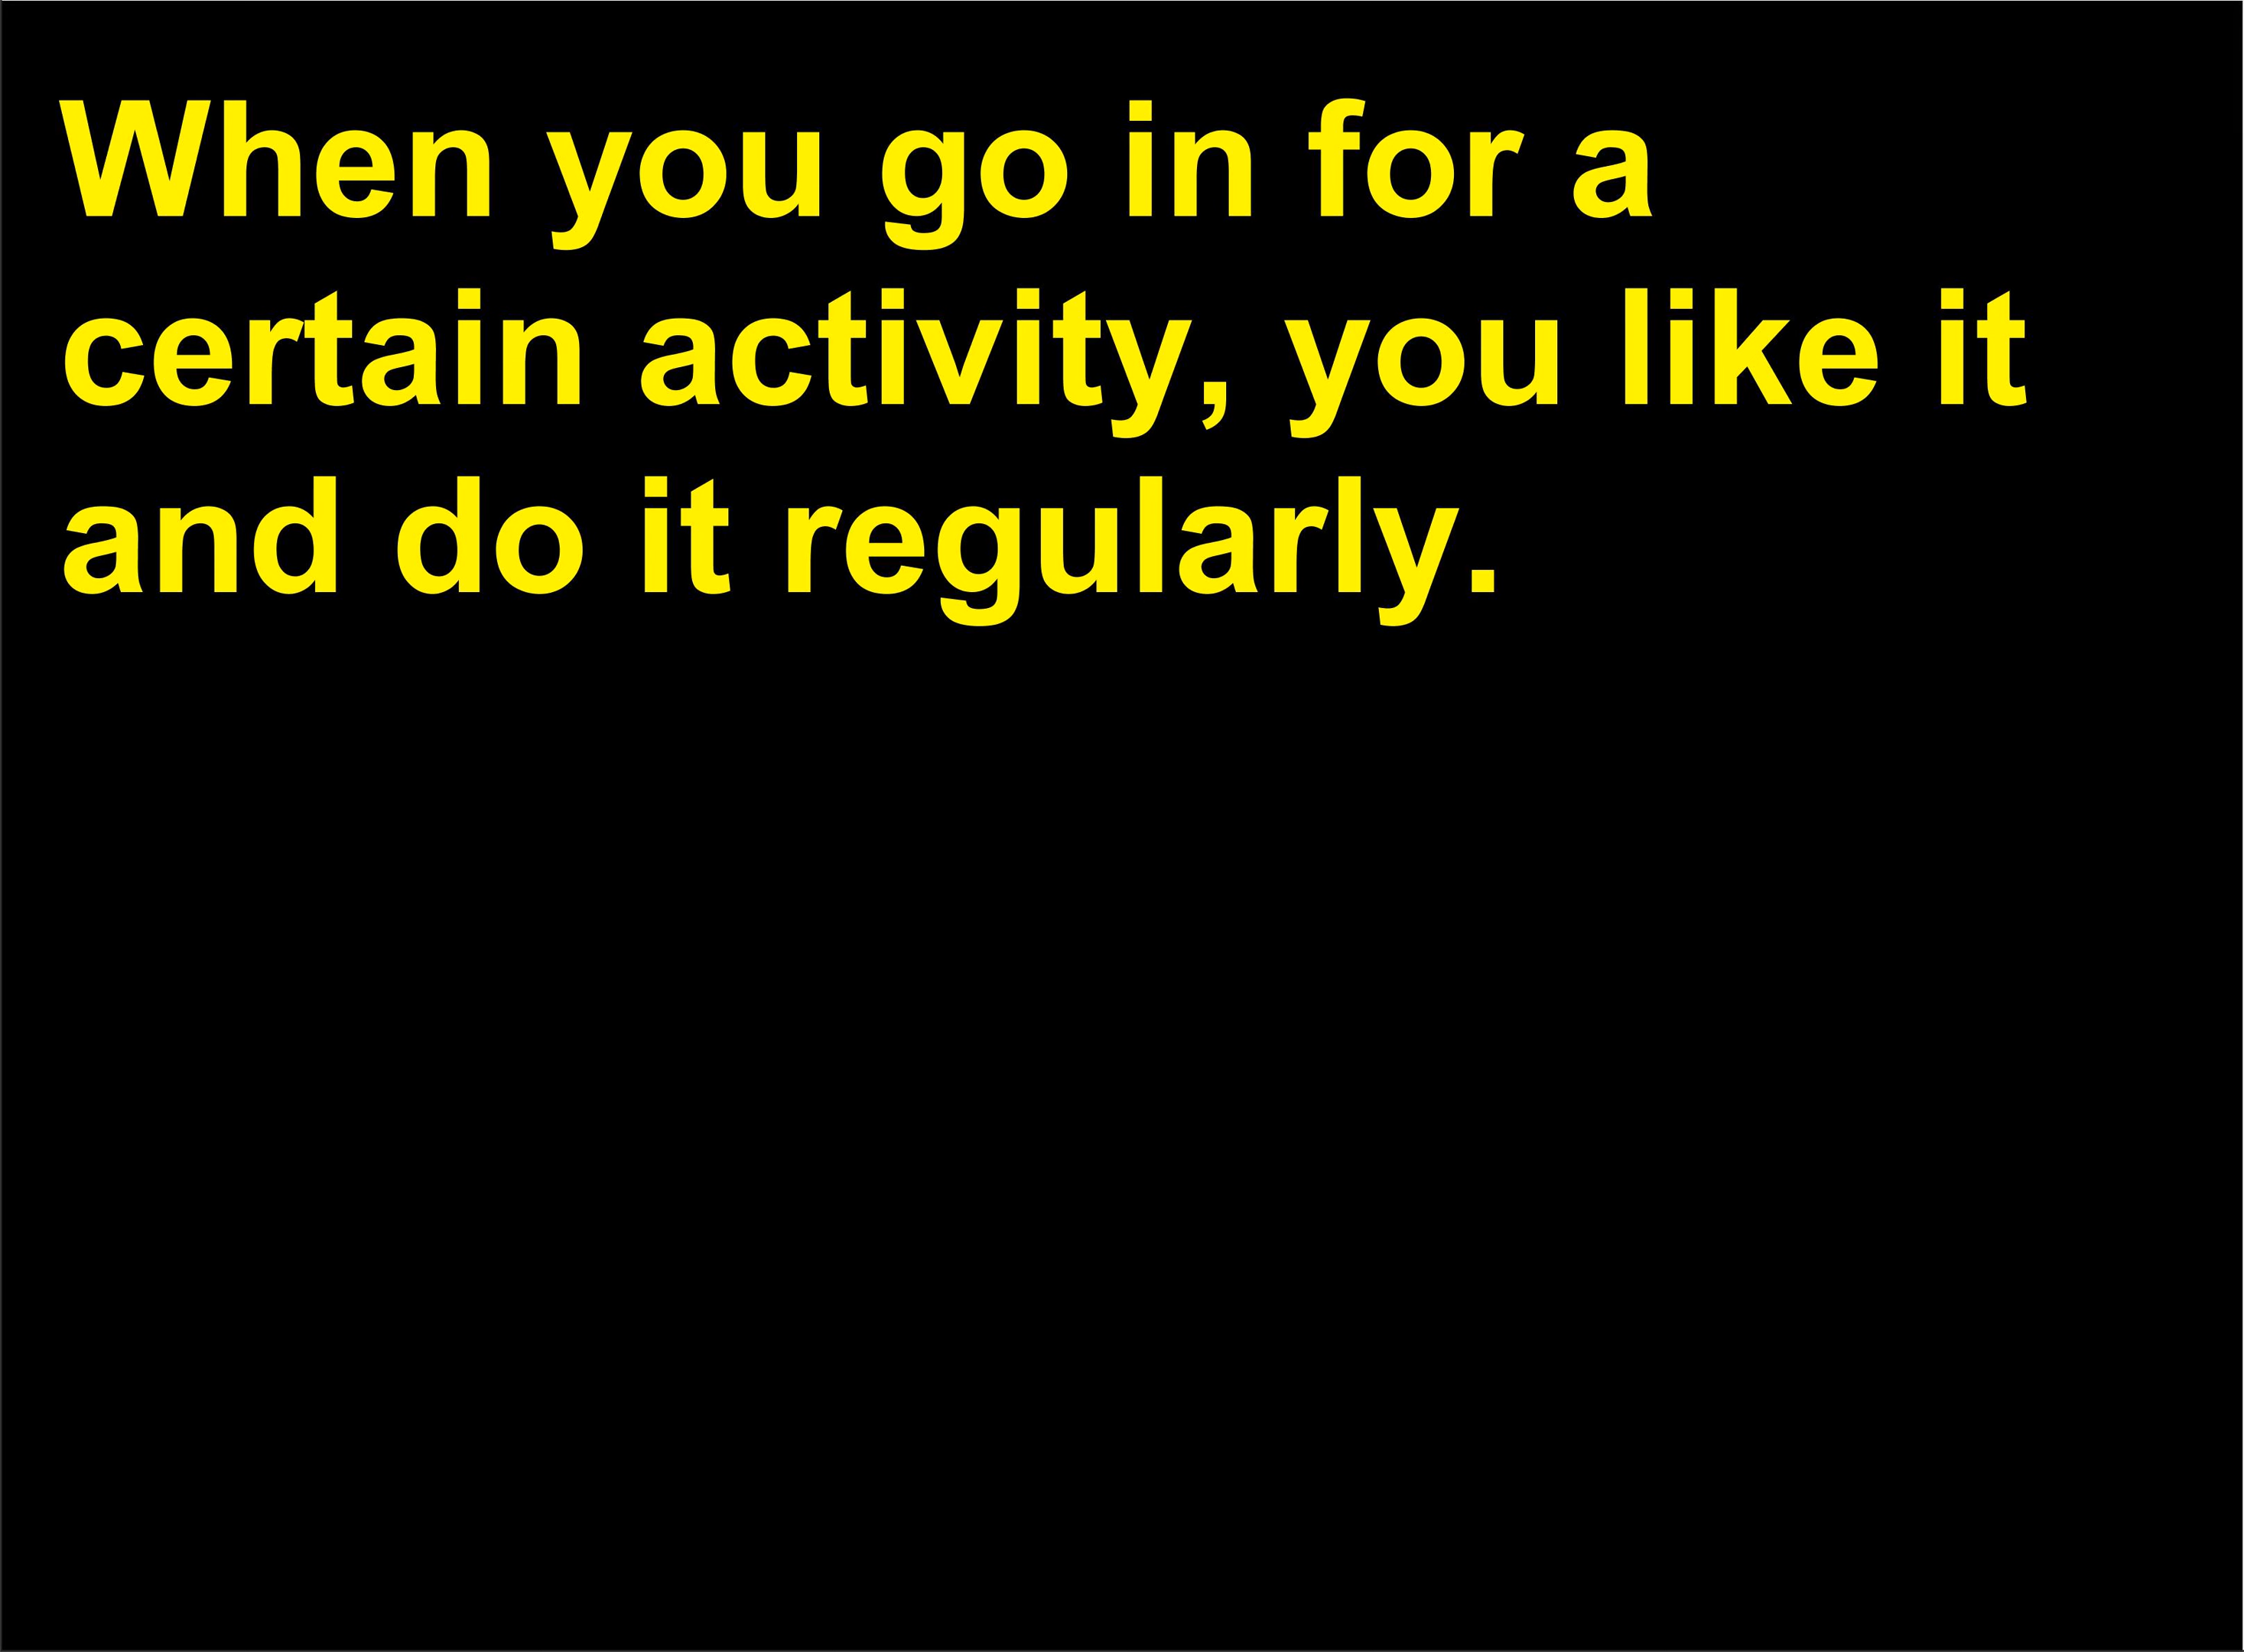 When you go in for a
certain activity, you like it
and do it regularly.